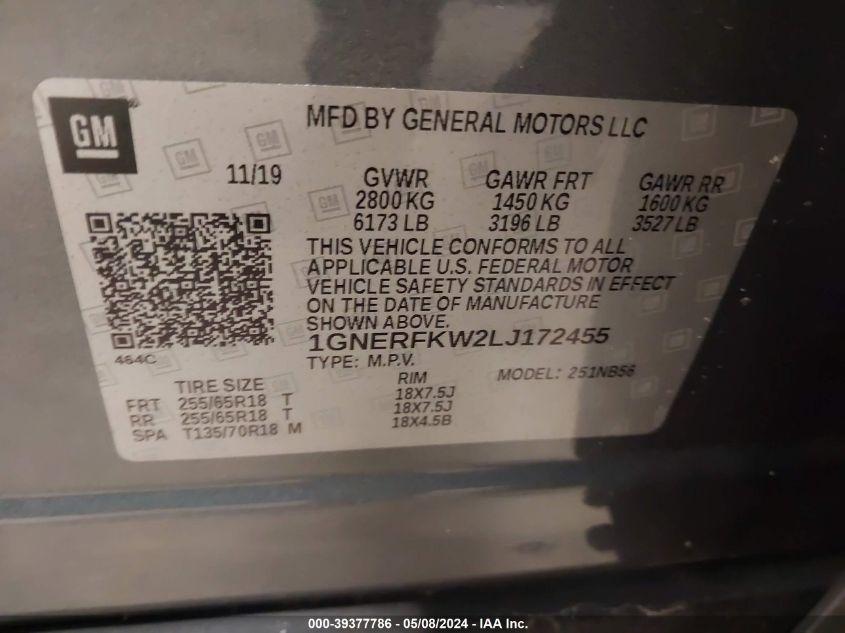 GM
MFD BY GENERAL MOTORS LLC
11/19 GVWR GAWR FRT GAWR RR
2800 KG 1450 KG 1600 KG
6173 LB 3196 LB 3527 LB
THIS VEHICLE CONFORMS TO ALL
APPLICABLE U.S. FEDERAL MOTOR
VEHICLE SAFETY STANDARDS IN EFFECT
ON THE DATE OF MANUFACTURE
SHOWN ABOVE.
464C
1GNERFKW2LJ172455
TYPE: M.P.V. MODEL: 251NB56
TIRE SIZE RIM
FRT 255/65R18 T 18X7.5J
RR 255/65R18 T 18X7.5J
SPA T135/70R18 M 18X4.5B
000-39377786 - 05/08/2024 - IAA Inc.